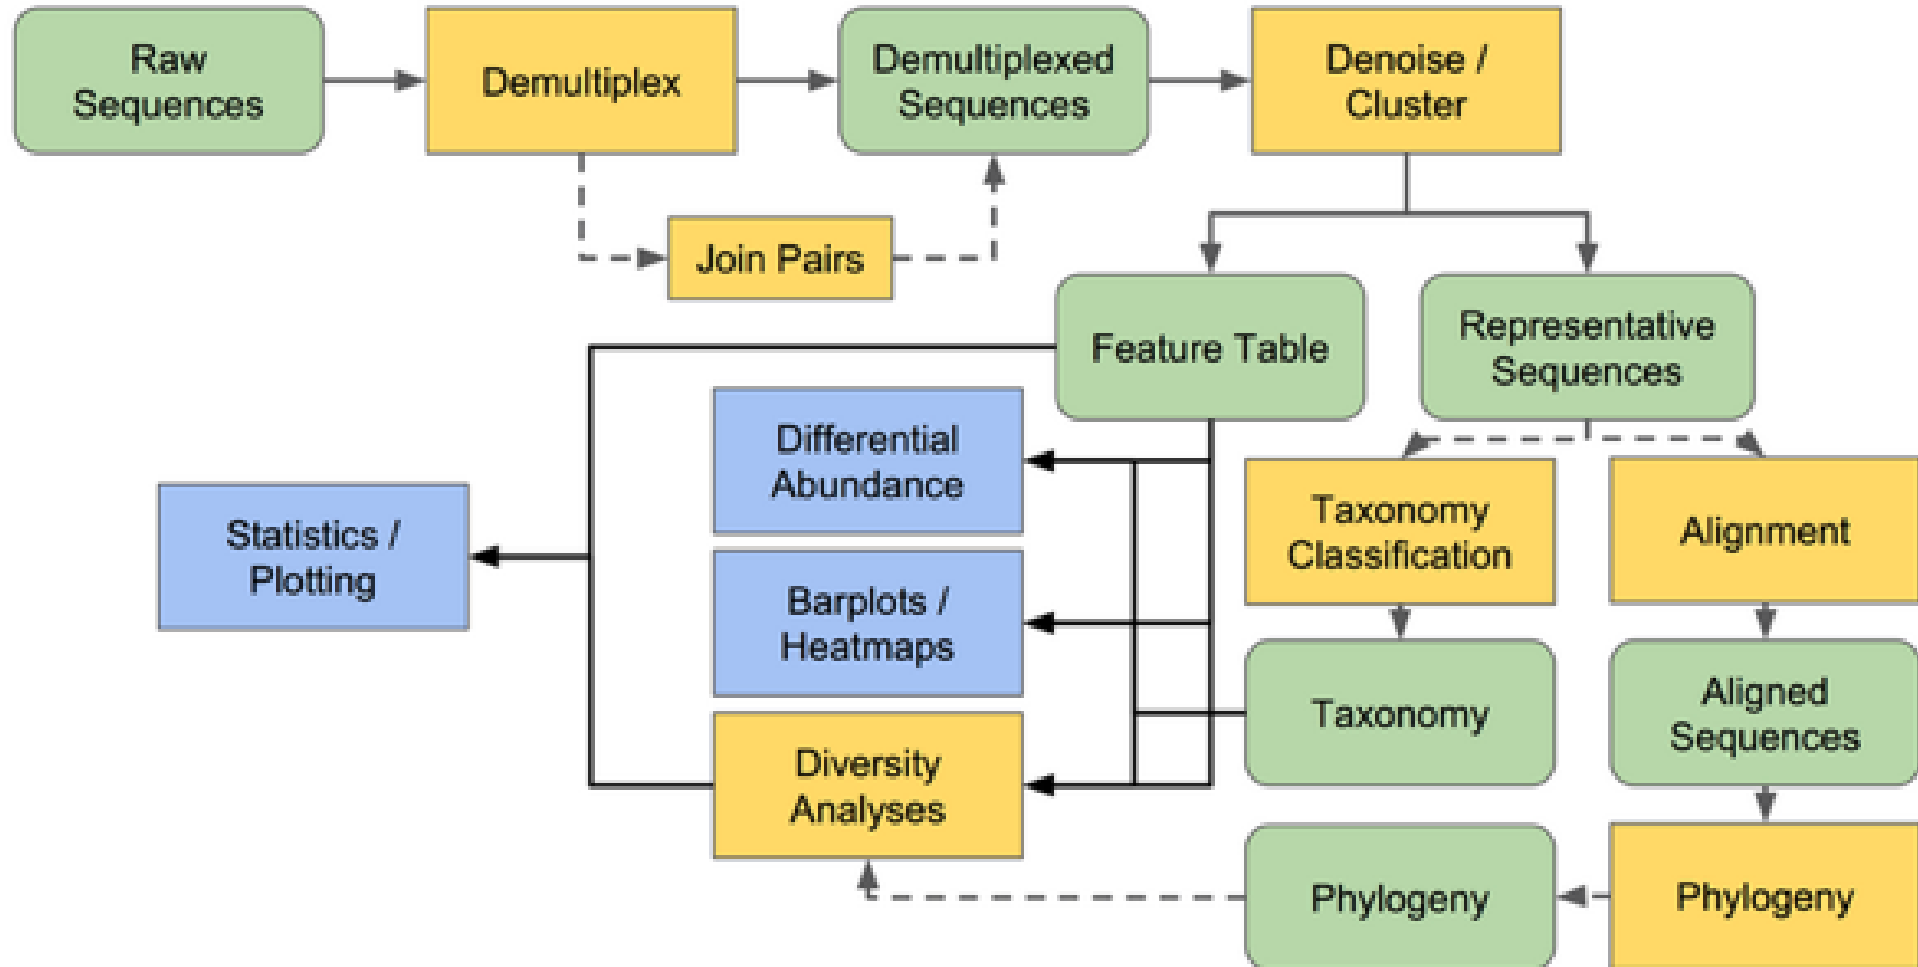 Raw
Sequences
Demultiplex
Demultiplexed
Sequences
Denoise /
Cluster
Join Pairs
Feature Table
Representative
Sequences
Differential
Abundance
Taxonomy
Classification
Alignment
Statistics /
Plotting
Barplots /
Heatmaps
Taxonomy
Aligned
Sequences
Diversity
Analyses
Phylogeny
Phylogeny